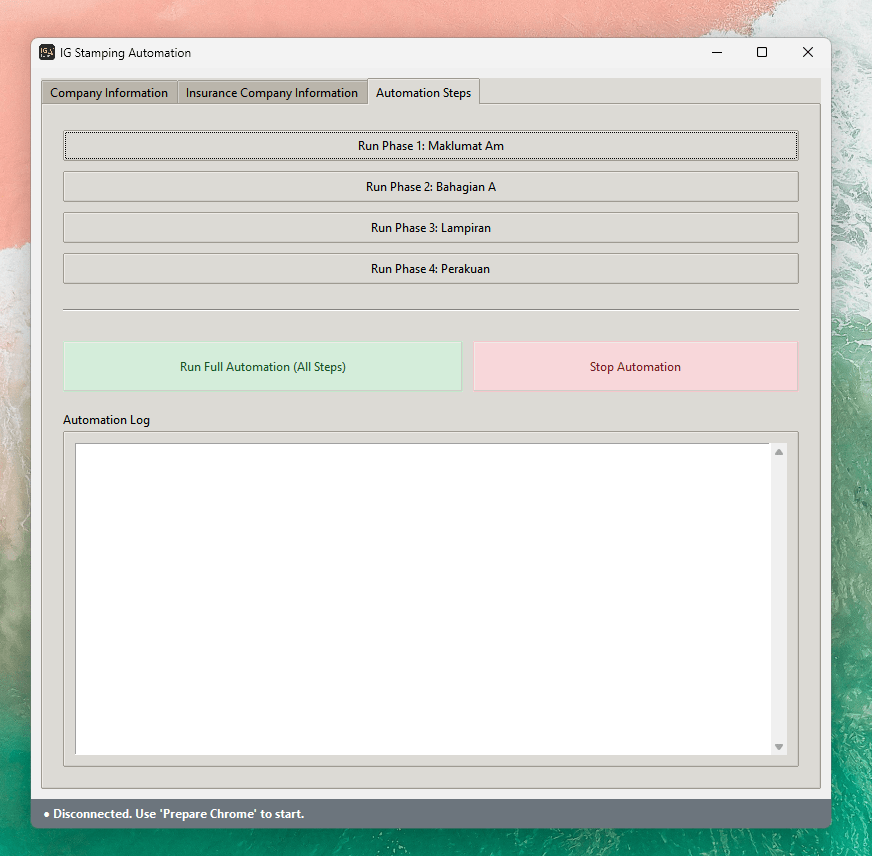 IG Stamping Automation
Company Information Insurance Company Information Automation Steps
Run Phase 1: Maklumat Am
Run Phase 2: Bahagian A
Run Phase 3: Lampiran
Run Phase 4: Perakuan
Run Full Automation (All Steps) Stop Automation
Automation Log
● Disconnected. Use 'Prepare Chrome' to start.